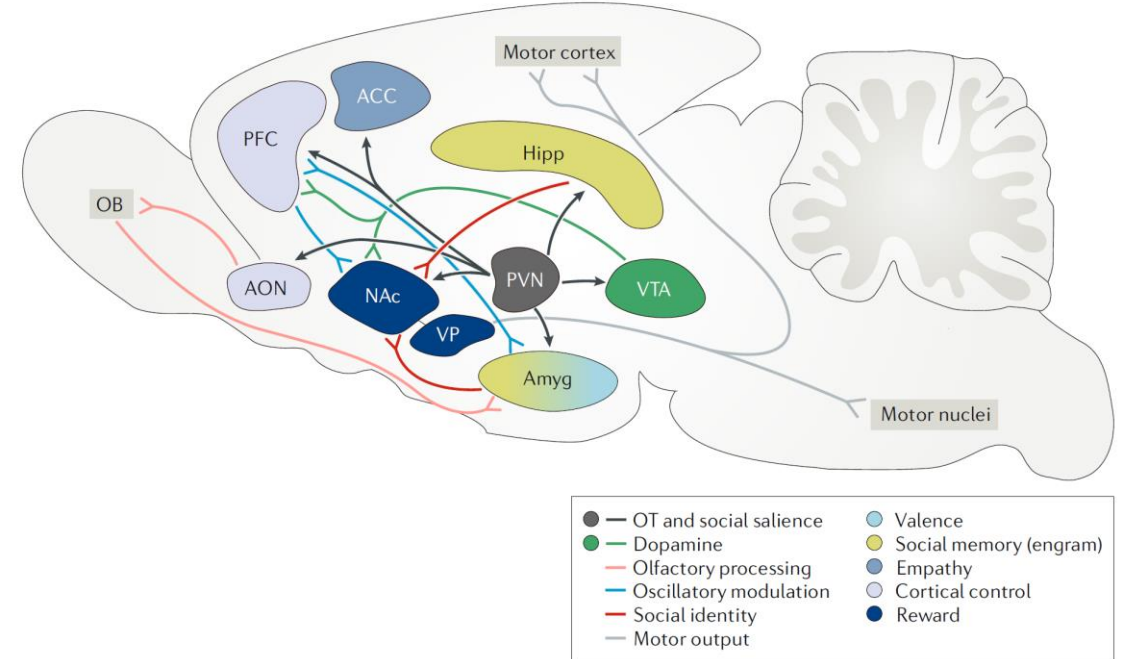 Motor cortex
ACC
PFC
Hipp
OB
PVN
AON
NAc
VTA
VP
Amyg
Motor nuclei
OT and social salience
Dopamine
Olfactory processing
Oscillatory modulation
Social identity
Motor output
Valence
Social memory (engram)
Empathy
Cortical control
Reward